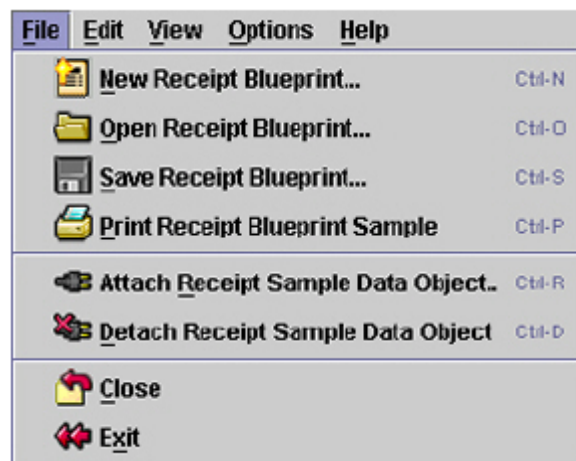 File Edit View Options Help
New Receipt Blueprint... Ctrl-N
Open Receipt Blueprint... Ctrl-O
Save Receipt Blueprint... Ctrl-S
Print Receipt Blueprint Sample Ctrl-P
Attach Receipt Sample Data Object.. Ctrl-R
Detach Receipt Sample Data Object Ctrl-D
Close
Exit